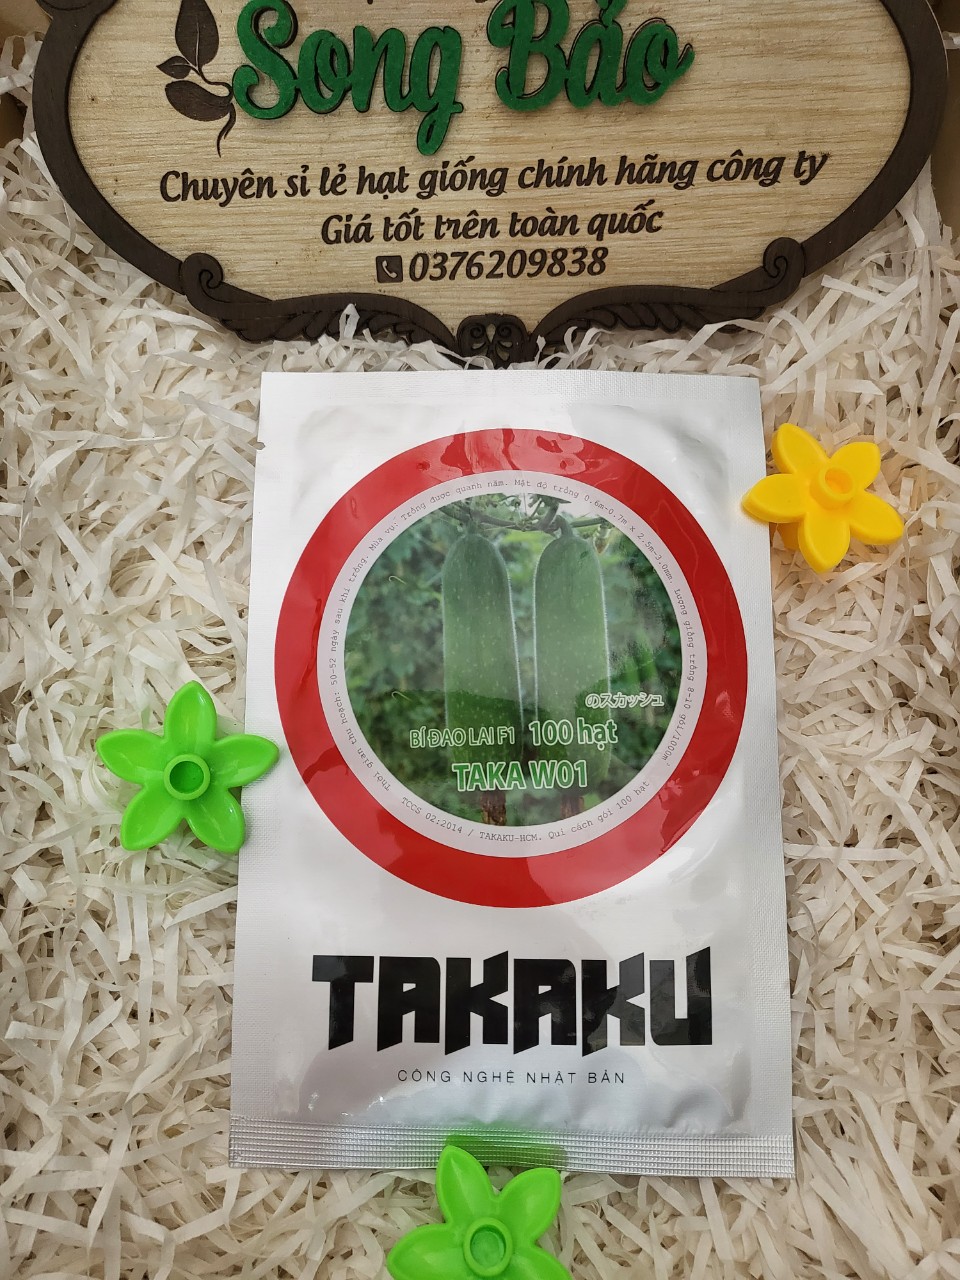 Song Bảo
Chuyên sỉ lẻ hạt giống chính hãng công ty
Giá tốt trên toàn quốc
0376209838
Thời gian thu hoạch: 50-52 ngày sau khi trồng. Mùa vụ: Trồng được quanh năm. Mật độ trồng 0.6m-0.7m x 2.5m-3.0mm. Lượng giống trồng 8-10 gói/1000m²
のスカッシュ
BÍ ĐAO LAI F1 100 hạt
TAKA W01
TCCS 02:2014 / TAKAKU-HCM. Qui cách gói 100 hạt
TAKAKU
CÔNG NGHỆ NHẬT BẢN